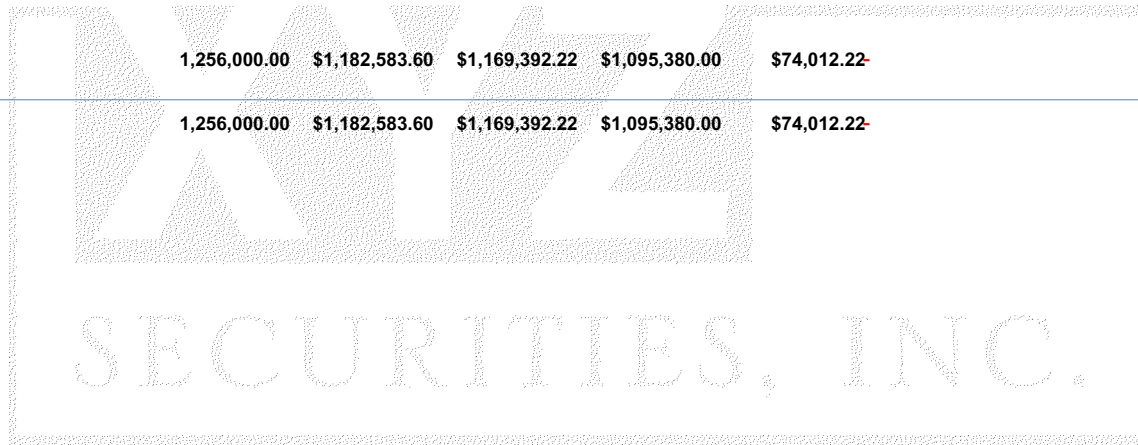 1,256,000.00 $1,182,583.60 $1,169,392.22 $1,095,380.00 $74,012.22-
1,256,000.00 $1,182,583.60 $1,169,392.22 $1,095,380.00 $74,012.22-
XYZ
SECURITIES, INC.